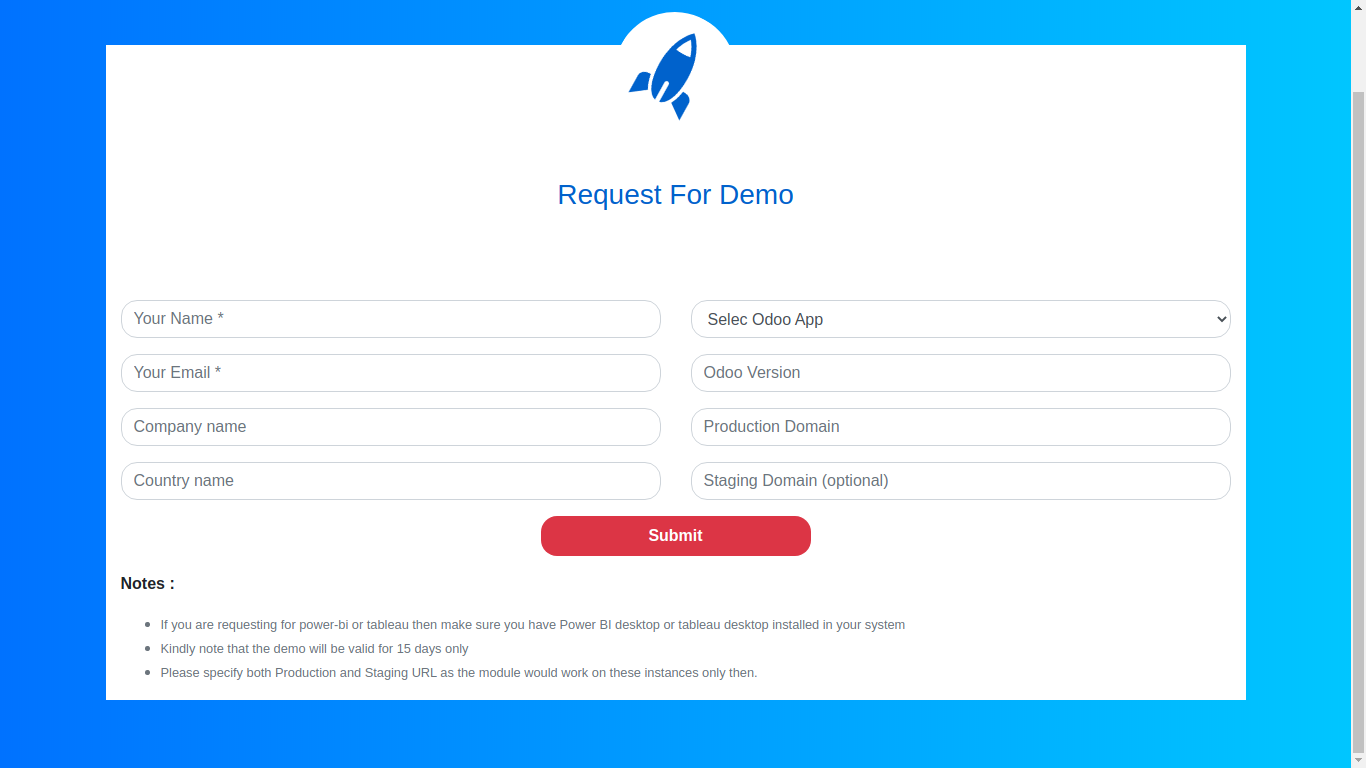 Request For Demo
Your Name *
Selec Odoo App
Your Email *
Odoo Version
Company name
Production Domain
Country name
Staging Domain (optional)
Submit
Notes :
If you are requesting for power-bi or tableau then make sure you have Power BI desktop or tableau desktop installed in your system
Kindly note that the demo will be valid for 15 days only
Please specify both Production and Staging URL as the module would work on these instances only then.